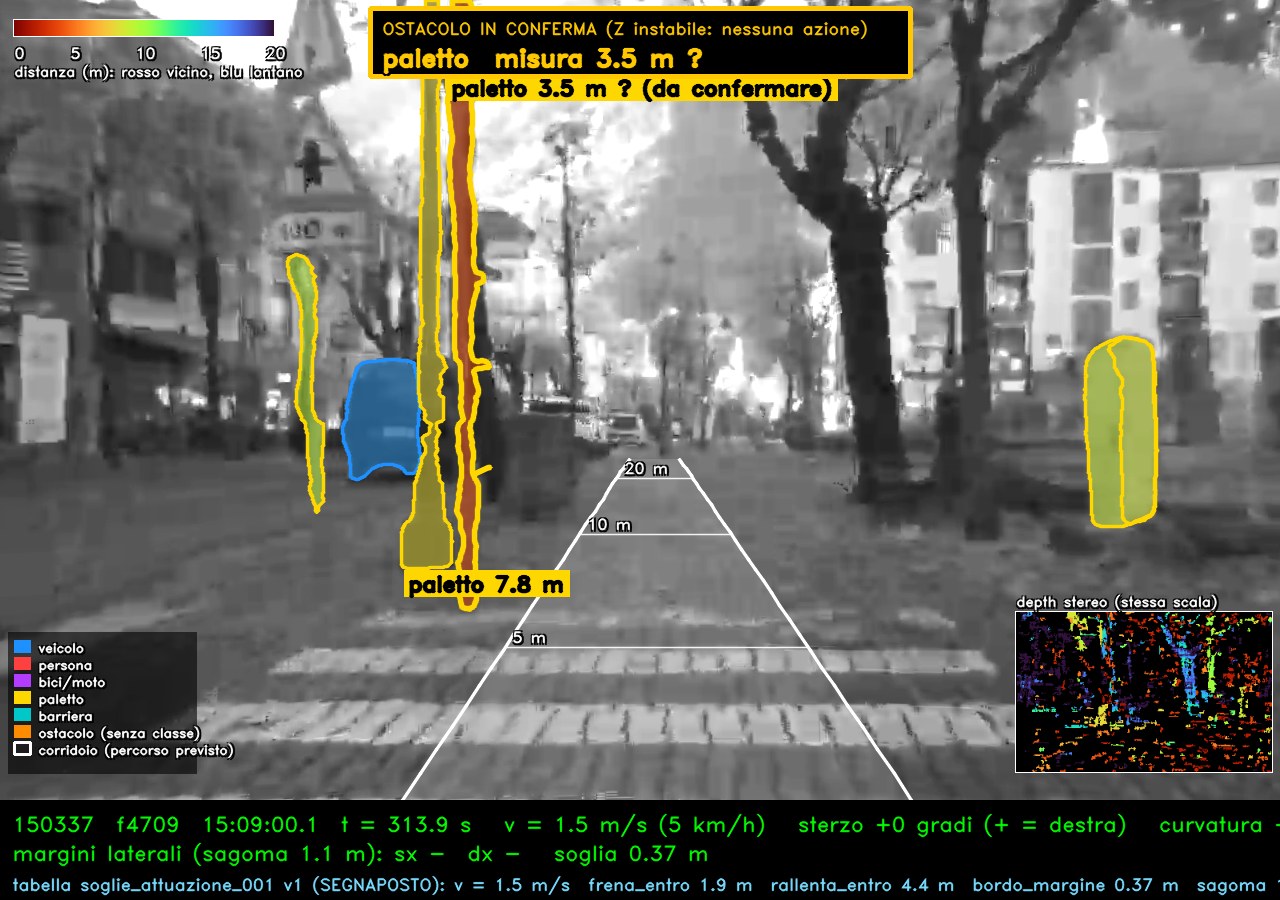 0 5 10 15 20
distanza (m): rosso vicino, blu lontano
OSTACOLO IN CONFERMA (Z instabile: nessuna azione)
paletto misura 3.5 m ?
paletto 3.5 m ? (da confermare)
20 m
10 m
paletto 7.8 m
5 m
depth stereo (stessa scala)
veicolo
persona
bici/moto
paletto
barriera
ostacolo (senza classe)
corridoio (percorso previsto)
150337 f4709 15:09:00.1 t = 313.9 s v = 1.5 m/s (5 km/h) sterzo +0 gradi (+ = destra) curvatura
margini laterali (sagoma 1.1 m): sx - dx - soglia 0.37 m
tabella soglie_attuazione_001 v1 (SEGNAPOSTO): v = 1.5 m/s frena_entro 1.9 m rallenta_entro 4.4 m bordo_margine 0.37 m sagoma